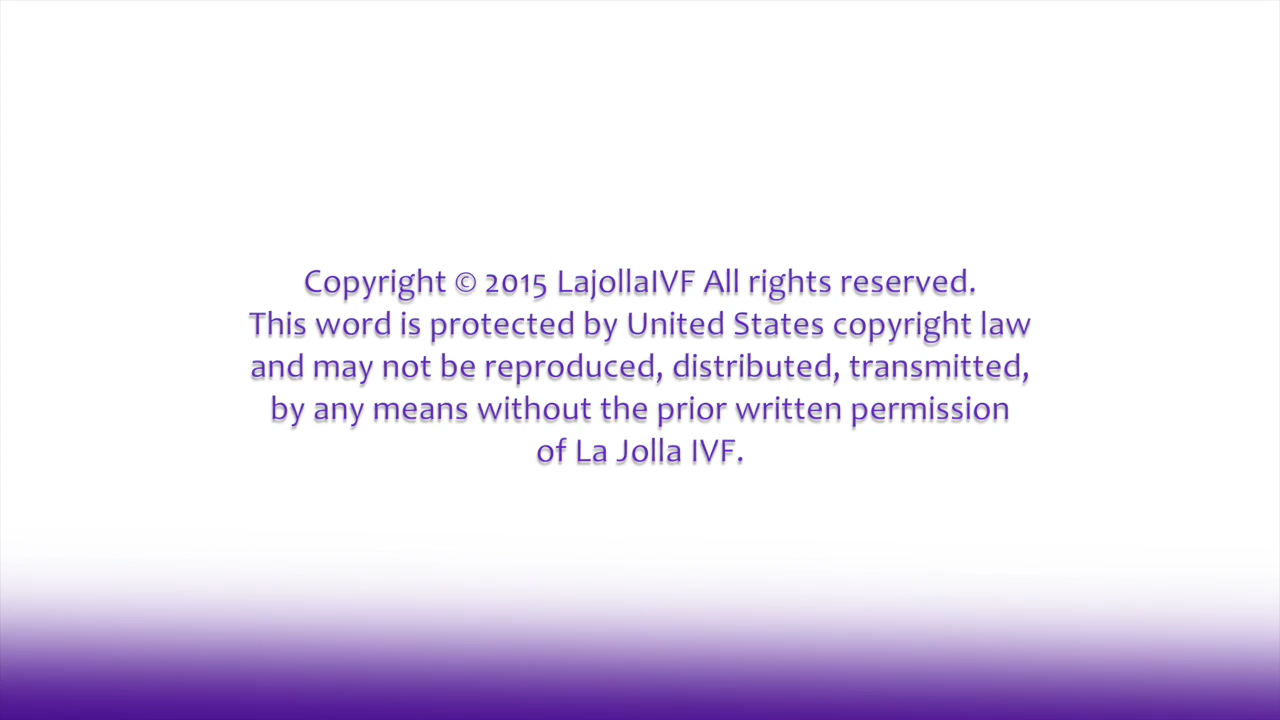 Copyright © 2015 LajollaIVF All rights reserved.
This word is protected by United States copyright law
and may not be reproduced, distributed, transmitted,
by any means without the prior written permission
of La Jolla IVF.